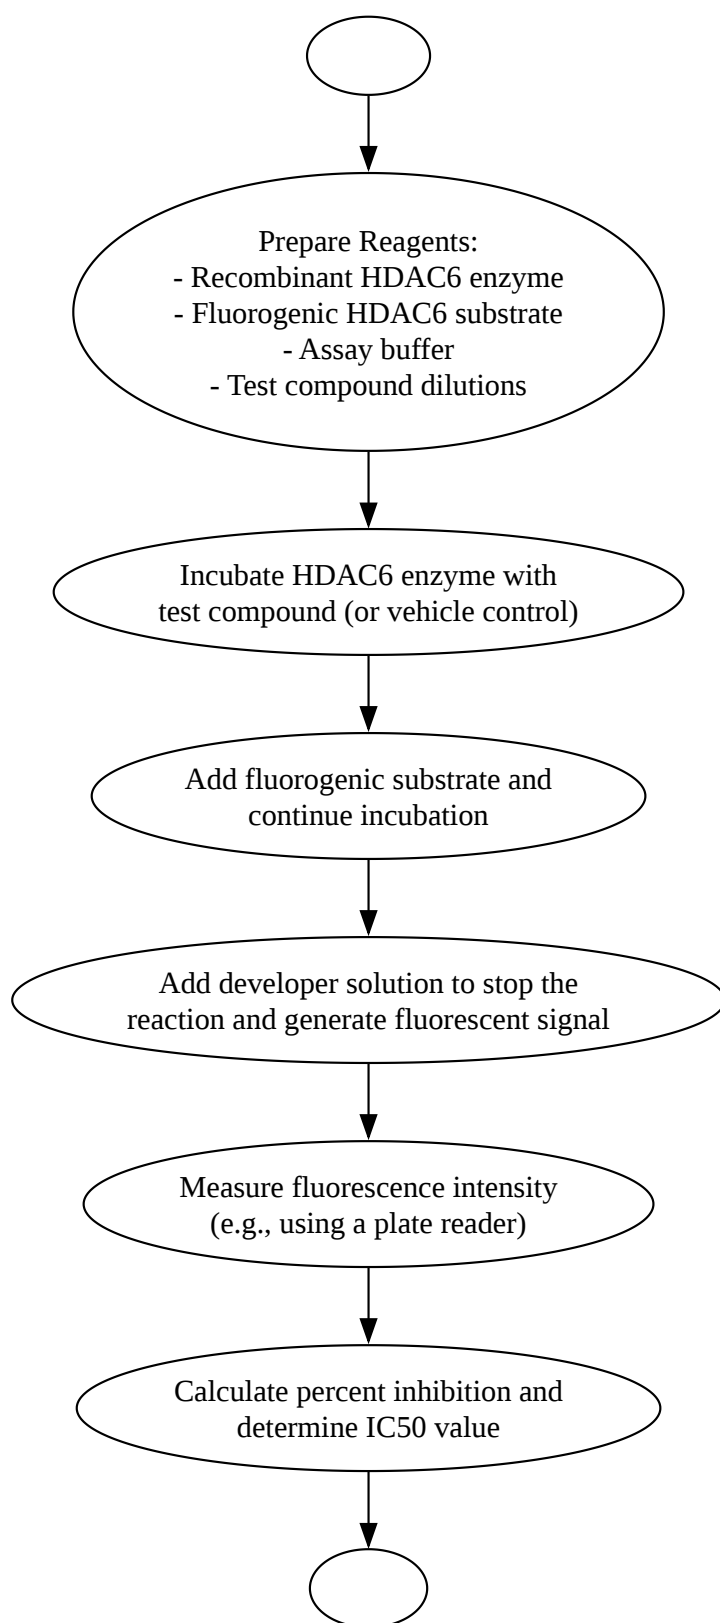 Prepare Reagents:
- Recombinant HDAC6 enzyme
- Fluorogenic HDAC6 substrate
- Assay buffer
- Test compound dilutions
Incubate HDAC6 enzyme with
test compound (or vehicle control)
Add fluorogenic substrate and
continue incubation
Add developer solution to stop the
reaction and generate fluorescent signal
Measure fluorescence intensity
(e.g., using a plate reader)
Calculate percent inhibition and
determine IC50 value